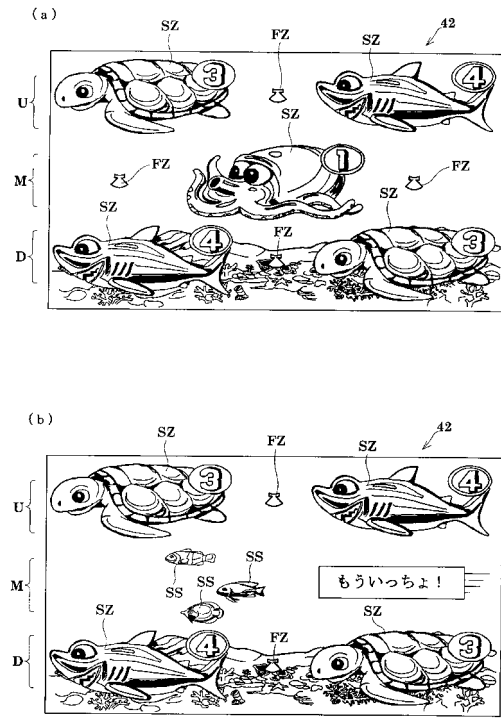 (a)
SZ FZ SZ 42
3 4
U
SZ
1
M FZ FZ
SZ FZ SZ
4 3
D
(b)
SZ FZ SZ 42
3 4
U
SS
M SS SS もういっちょ!
SZ FZ SZ
4 3
D